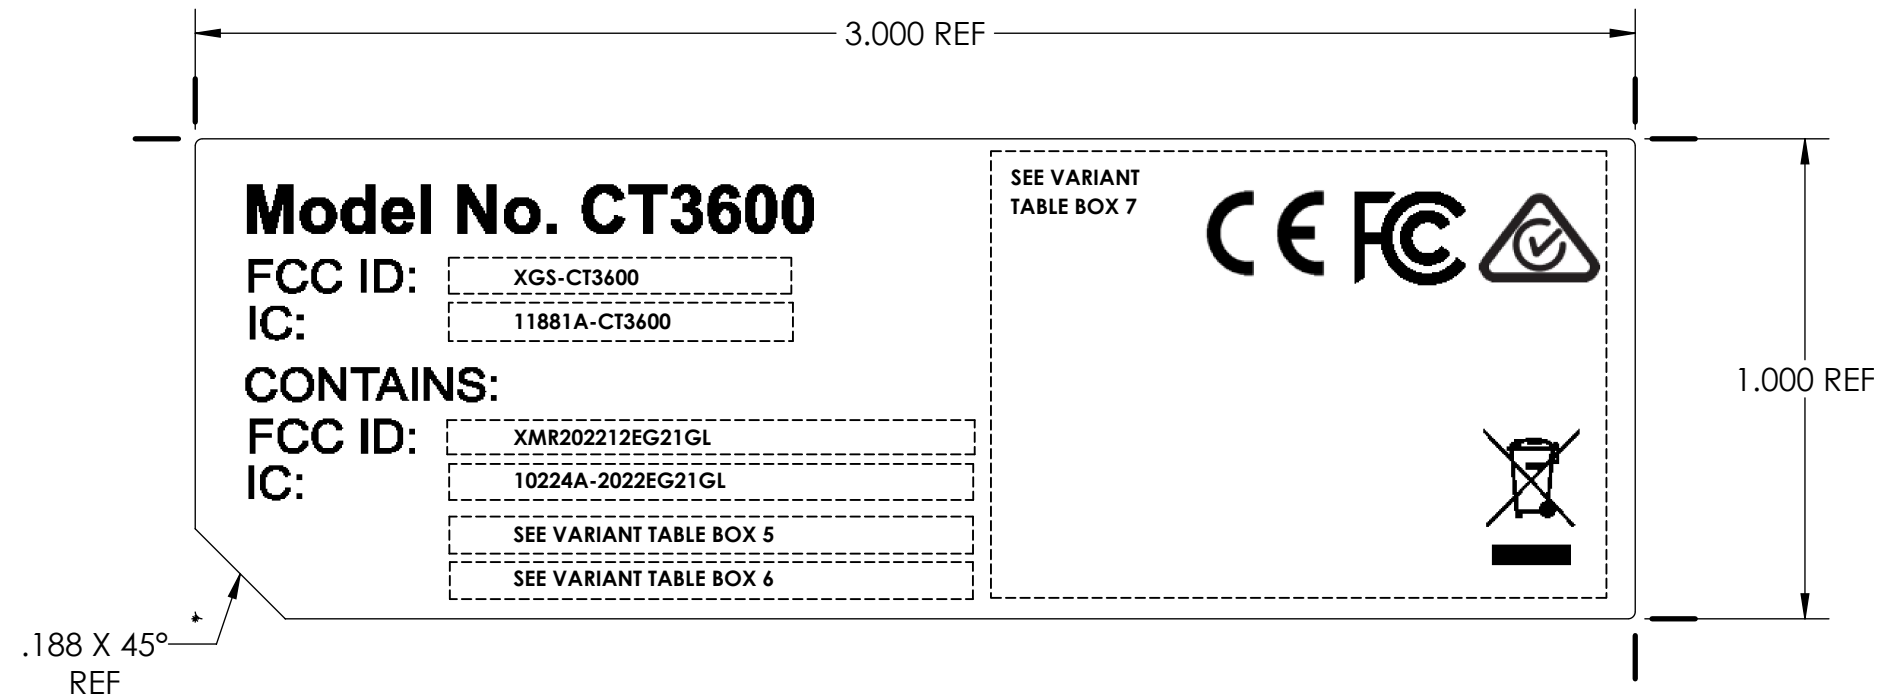 3.000 REF
Model No. CT3600
FCC ID: XGS-CT3600
IC: 11881A-CT3600
CONTAINS:
FCC ID: XMR202212EG21GL
IC: 10224A-2022EG21GL
SEE VARIANT TABLE BOX 5
SEE VARIANT TABLE BOX 6
SEE VARIANT
TABLE BOX 7
CE FC
1.000 REF
.188 X 45°
REF